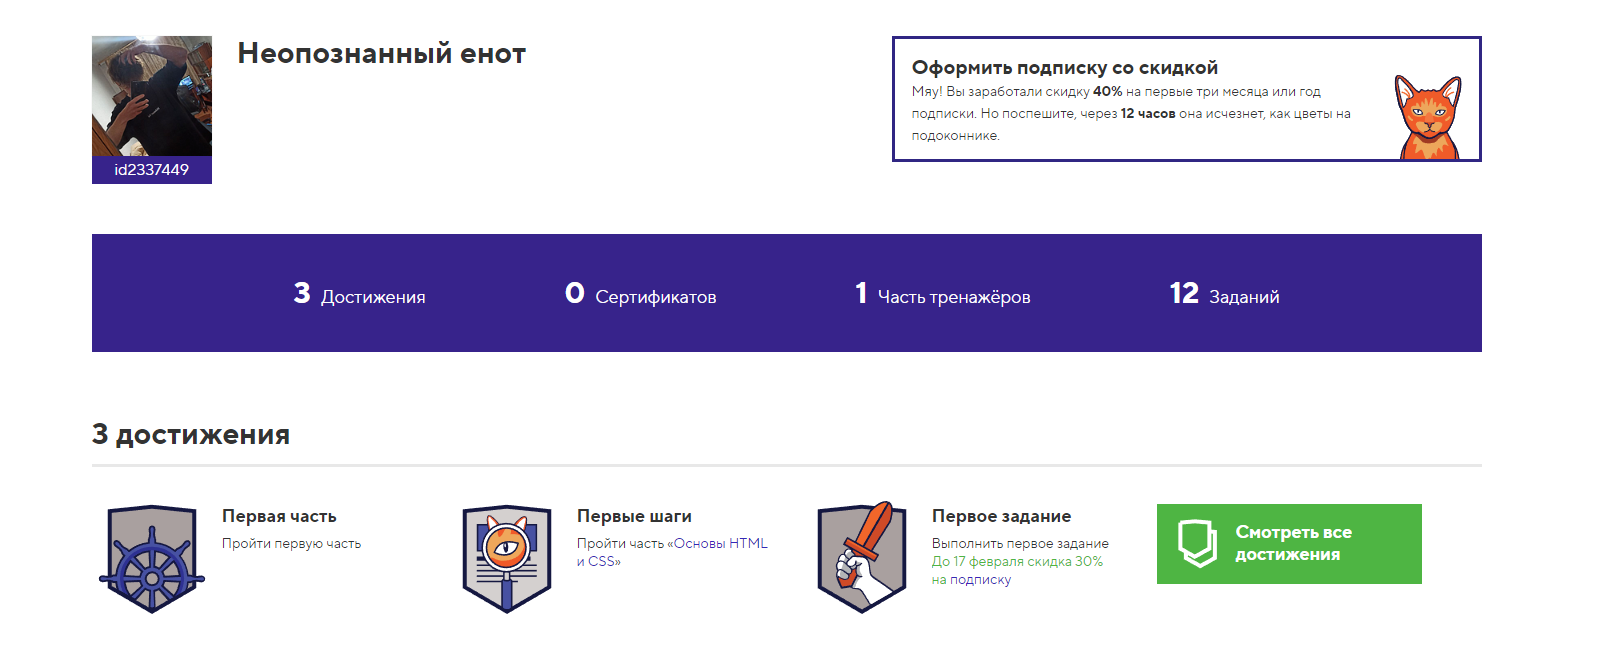 Неопознанный енот
id2337449
Оформить подписку со скидкой
Мяу! Вы заработали скидку 40% на первые три месяца или год
подписки. Но поспешите, через 12 часов она исчезнет, как цветы на
подоконнике.
3 Достижения
0 Сертификатов
1 Часть тренажёров
12 Заданий
3 достижения
Первая часть
Пройти первую часть
Первые шаги
Пройти часть «Основы HTML
и CSS»
Первое задание
Выполнить первое задание
До 17 февраля скидка 30%
на подписку
Смотреть все
достижения